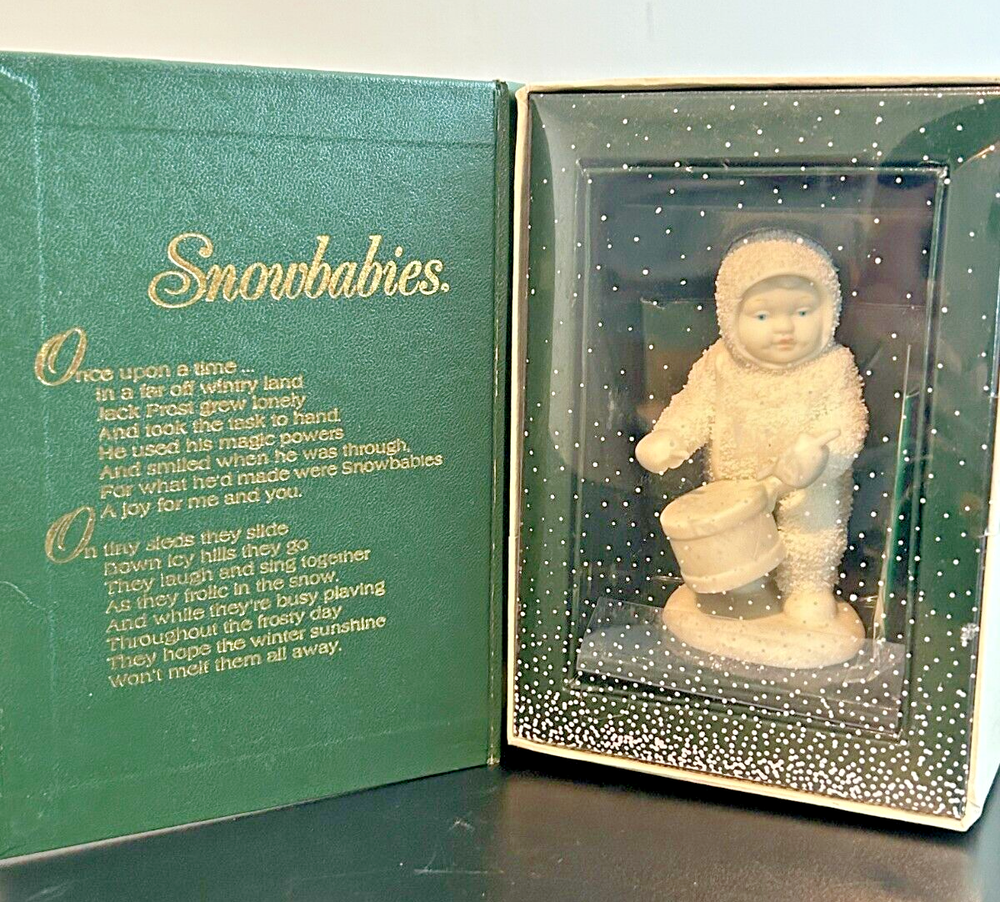 Snowbabies®
Once upon a time ...
In a far off wintry land
Jack Frost grew lonely
And took the task to hand.
He used his magic powers
And smiled when he was through,
For what he'd made were Snowbabies
A joy for me and you.
On tiny sleds they slide
Down icy hills they go
They laugh and sing together
As they frolic in the snow.
And while they're busy playing
Throughout the frosty day
They hope the winter sunshine
Won't melt them all away.